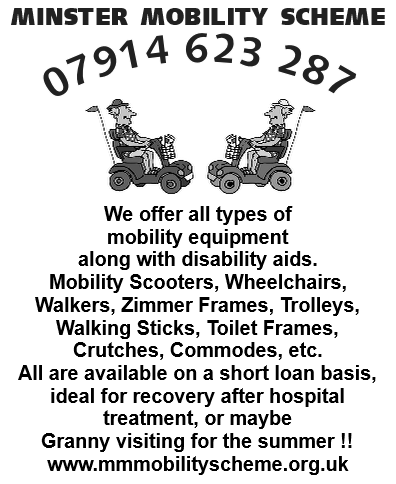 MINSTER MOBILITY SCHEME
07914 623 287
We offer all types of
mobility equipment
along with disability aids.
Mobility Scooters, Wheelchairs,
Walkers, Zimmer Frames, Trolleys,
Walking Sticks, Toilet Frames,
Crutches, Commodes, etc.
All are available on a short loan basis,
ideal for recovery after hospital
treatment, or maybe
Granny visiting for the summer !!
www.mmmobilityscheme.org.uk